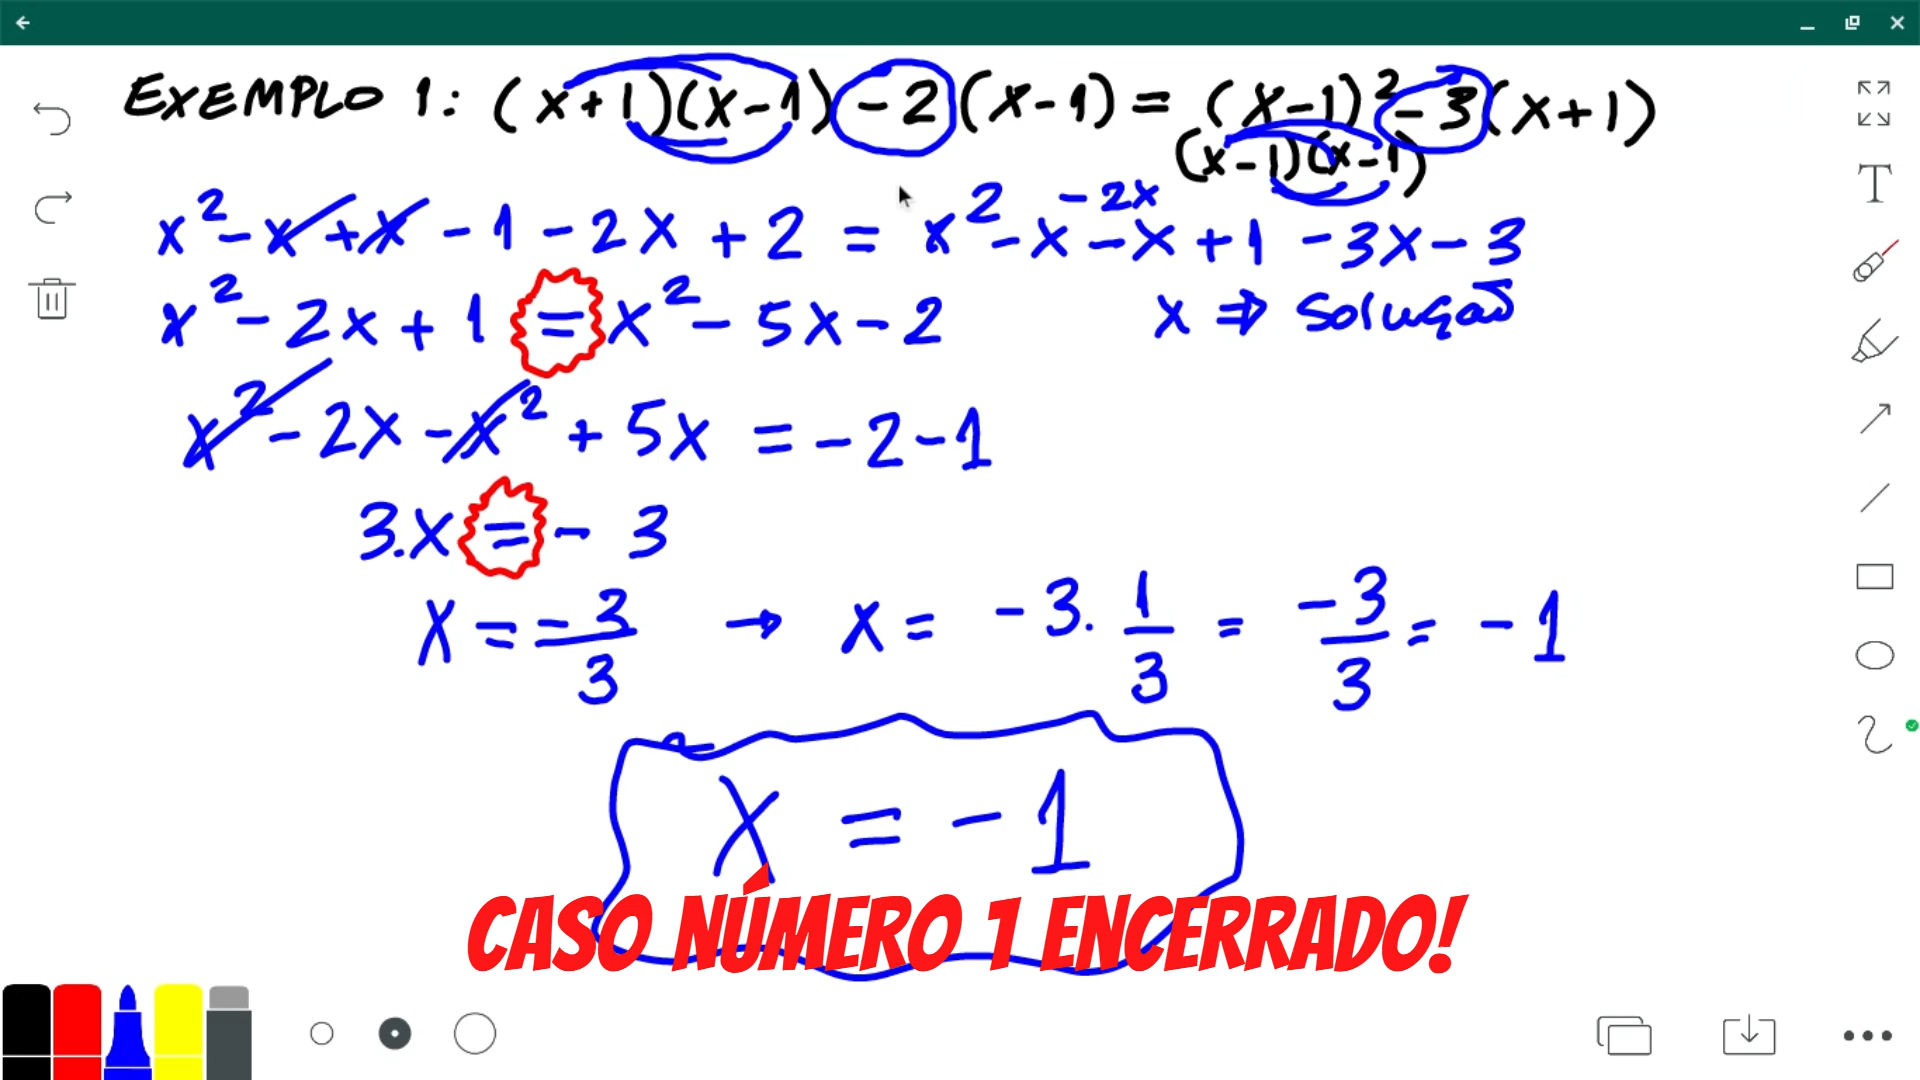 EXEMPLO 1: (x+1)(x-1)-2(x-1) = (x-1)²-3(x+1)
(x-1)(x-1)
-2x
x²-x+x-1-2x+2 = x²-x-x+1-3x-3
x²-2x+1 = x²-5x-2 x ⇒ solução
x²-2x-x²+5x = -2-1
3.x = -3
x = -3/3 → x = -3.1/3 = -3/3 = -1
x = -1
CASO NÚMERO 1 ENCERRADO!
T